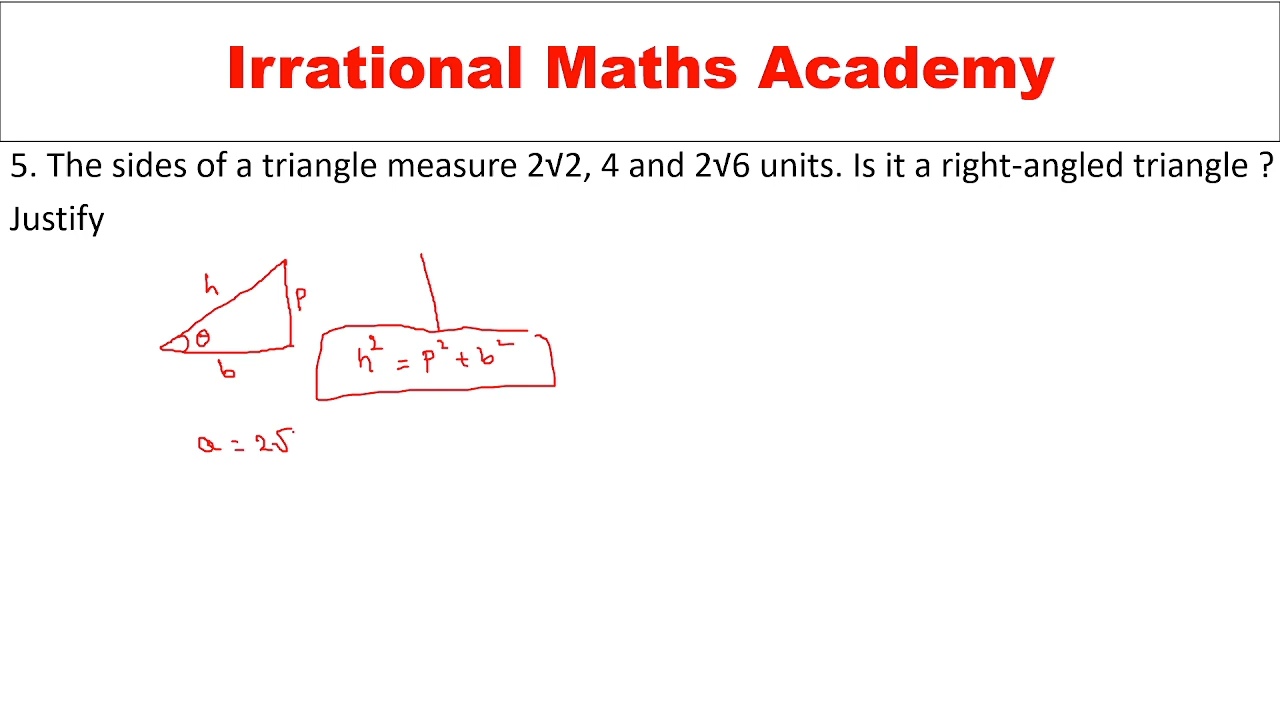 Irrational Maths Academy
5. The sides of a triangle measure 2√2, 4 and 2√6 units. Is it a right-angled triangle ?
Justify
h
p
θ
b
h² = p² + b²
a = 2√